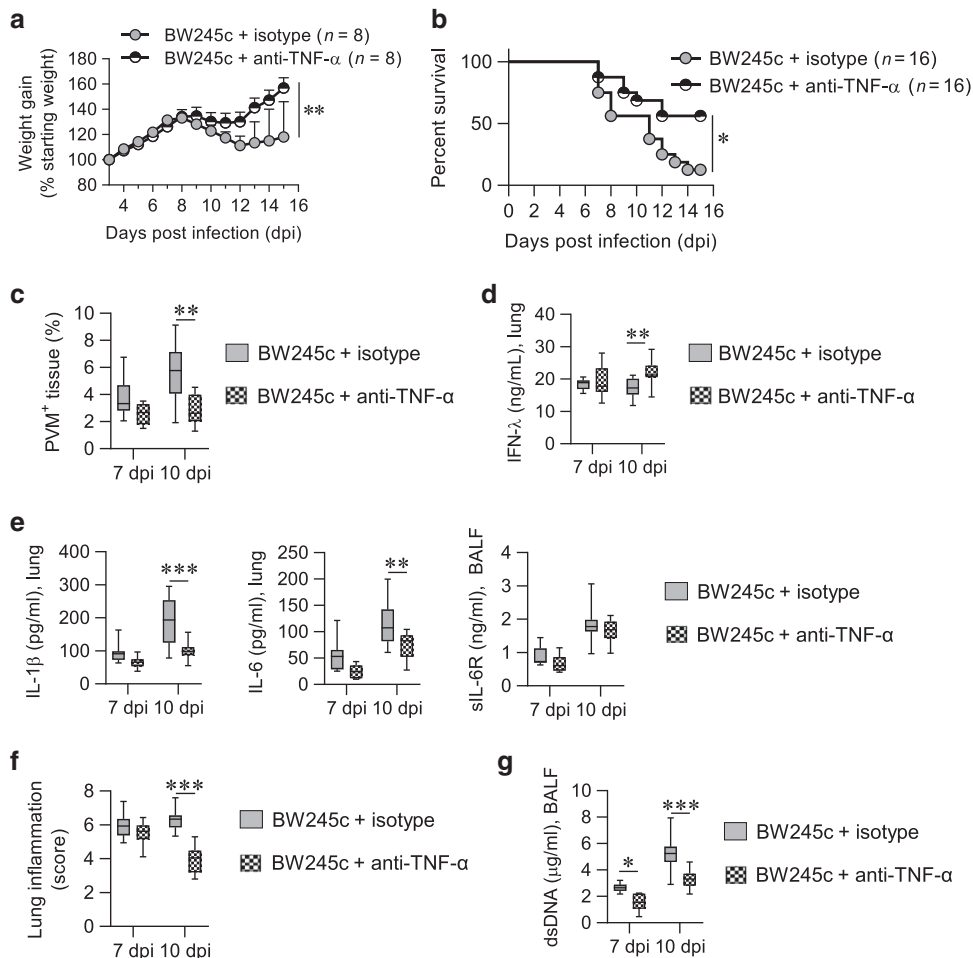 a
BW245c + isotype (n = 8)
BW245c + anti-TNF-α (n = 8)
Weight gain
(% starting weight)
180
160
140
120
100
80
**
4 6 8 10 12 14 16
Days post infection (dpi)
b
BW245c + isotype (n = 16)
BW245c + anti-TNF-α (n = 16)
Percent survival
100
50
0
*
0 2 4 6 8 10 12 14 16
Days post infection (dpi)
c
PVM+ tissue (%)
10
8
6
4
2
0
**
7 dpi 10 dpi
BW245c + isotype
BW245c + anti-TNF-α
d
IFN-λ (ng/mL), lung
40
30
20
10
0
**
7 dpi 10 dpi
BW245c + isotype
BW245c + anti-TNF-α
e
IL-1β (pg/ml), lung
400
300
200
100
0
***
7 dpi 10 dpi
IL-6 (pg/ml), lung
250
200
150
100
50
0
**
7 dpi 10 dpi
sIL-6R (ng/ml), BALF
4
3
2
1
0
7 dpi 10 dpi
BW245c + isotype
BW245c + anti-TNF-α
f
Lung inflammation
(score)
8
6
4
2
0
***
7 dpi 10 dpi
BW245c + isotype
BW245c + anti-TNF-α
g
dsDNA (μg/ml), BALF
10
8
6
4
2
0
*
***
7 dpi 10 dpi
BW245c + isotype
BW245c + anti-TNF-α